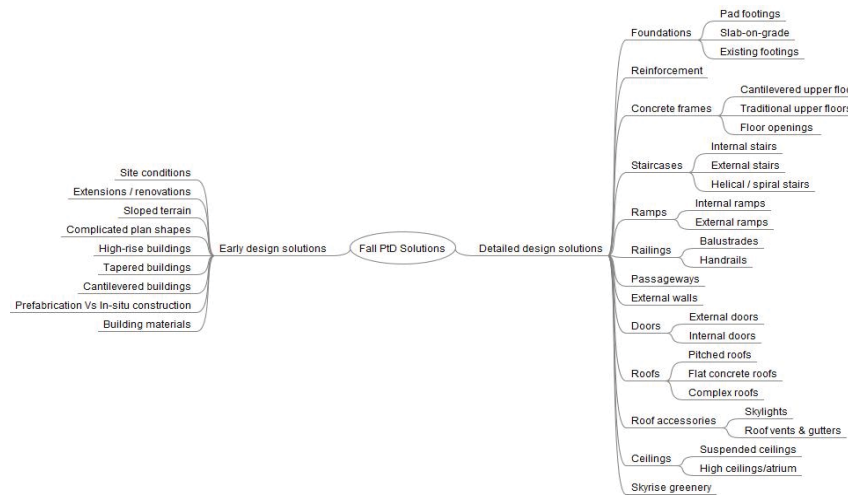 Fall PtD Solutions
Early design solutions
Site conditions
Extensions / renovations
Sloped terrain
Complicated plan shapes
High-rise buildings
Tapered buildings
Cantilevered buildings
Prefabrication Vs In-situ construction
Building materials
Detailed design solutions
Foundations
Pad footings
Slab-on-grade
Existing footings
Reinforcement
Concrete frames
Cantilevered upper
Traditional upper floors
Floor openings
Staircases
Internal stairs
External stairs
Helical / spiral stairs
Ramps
Internal ramps
External ramps
Railings
Balustrades
Handrails
Passageways
External walls
Doors
External doors
Internal doors
Roofs
Pitched roofs
Flat concrete roofs
Complex roofs
Roof accessories
Skylights
Roof vents & gutters
Ceilings
Suspended ceilings
High ceilings/atrium
Skyrise greenery